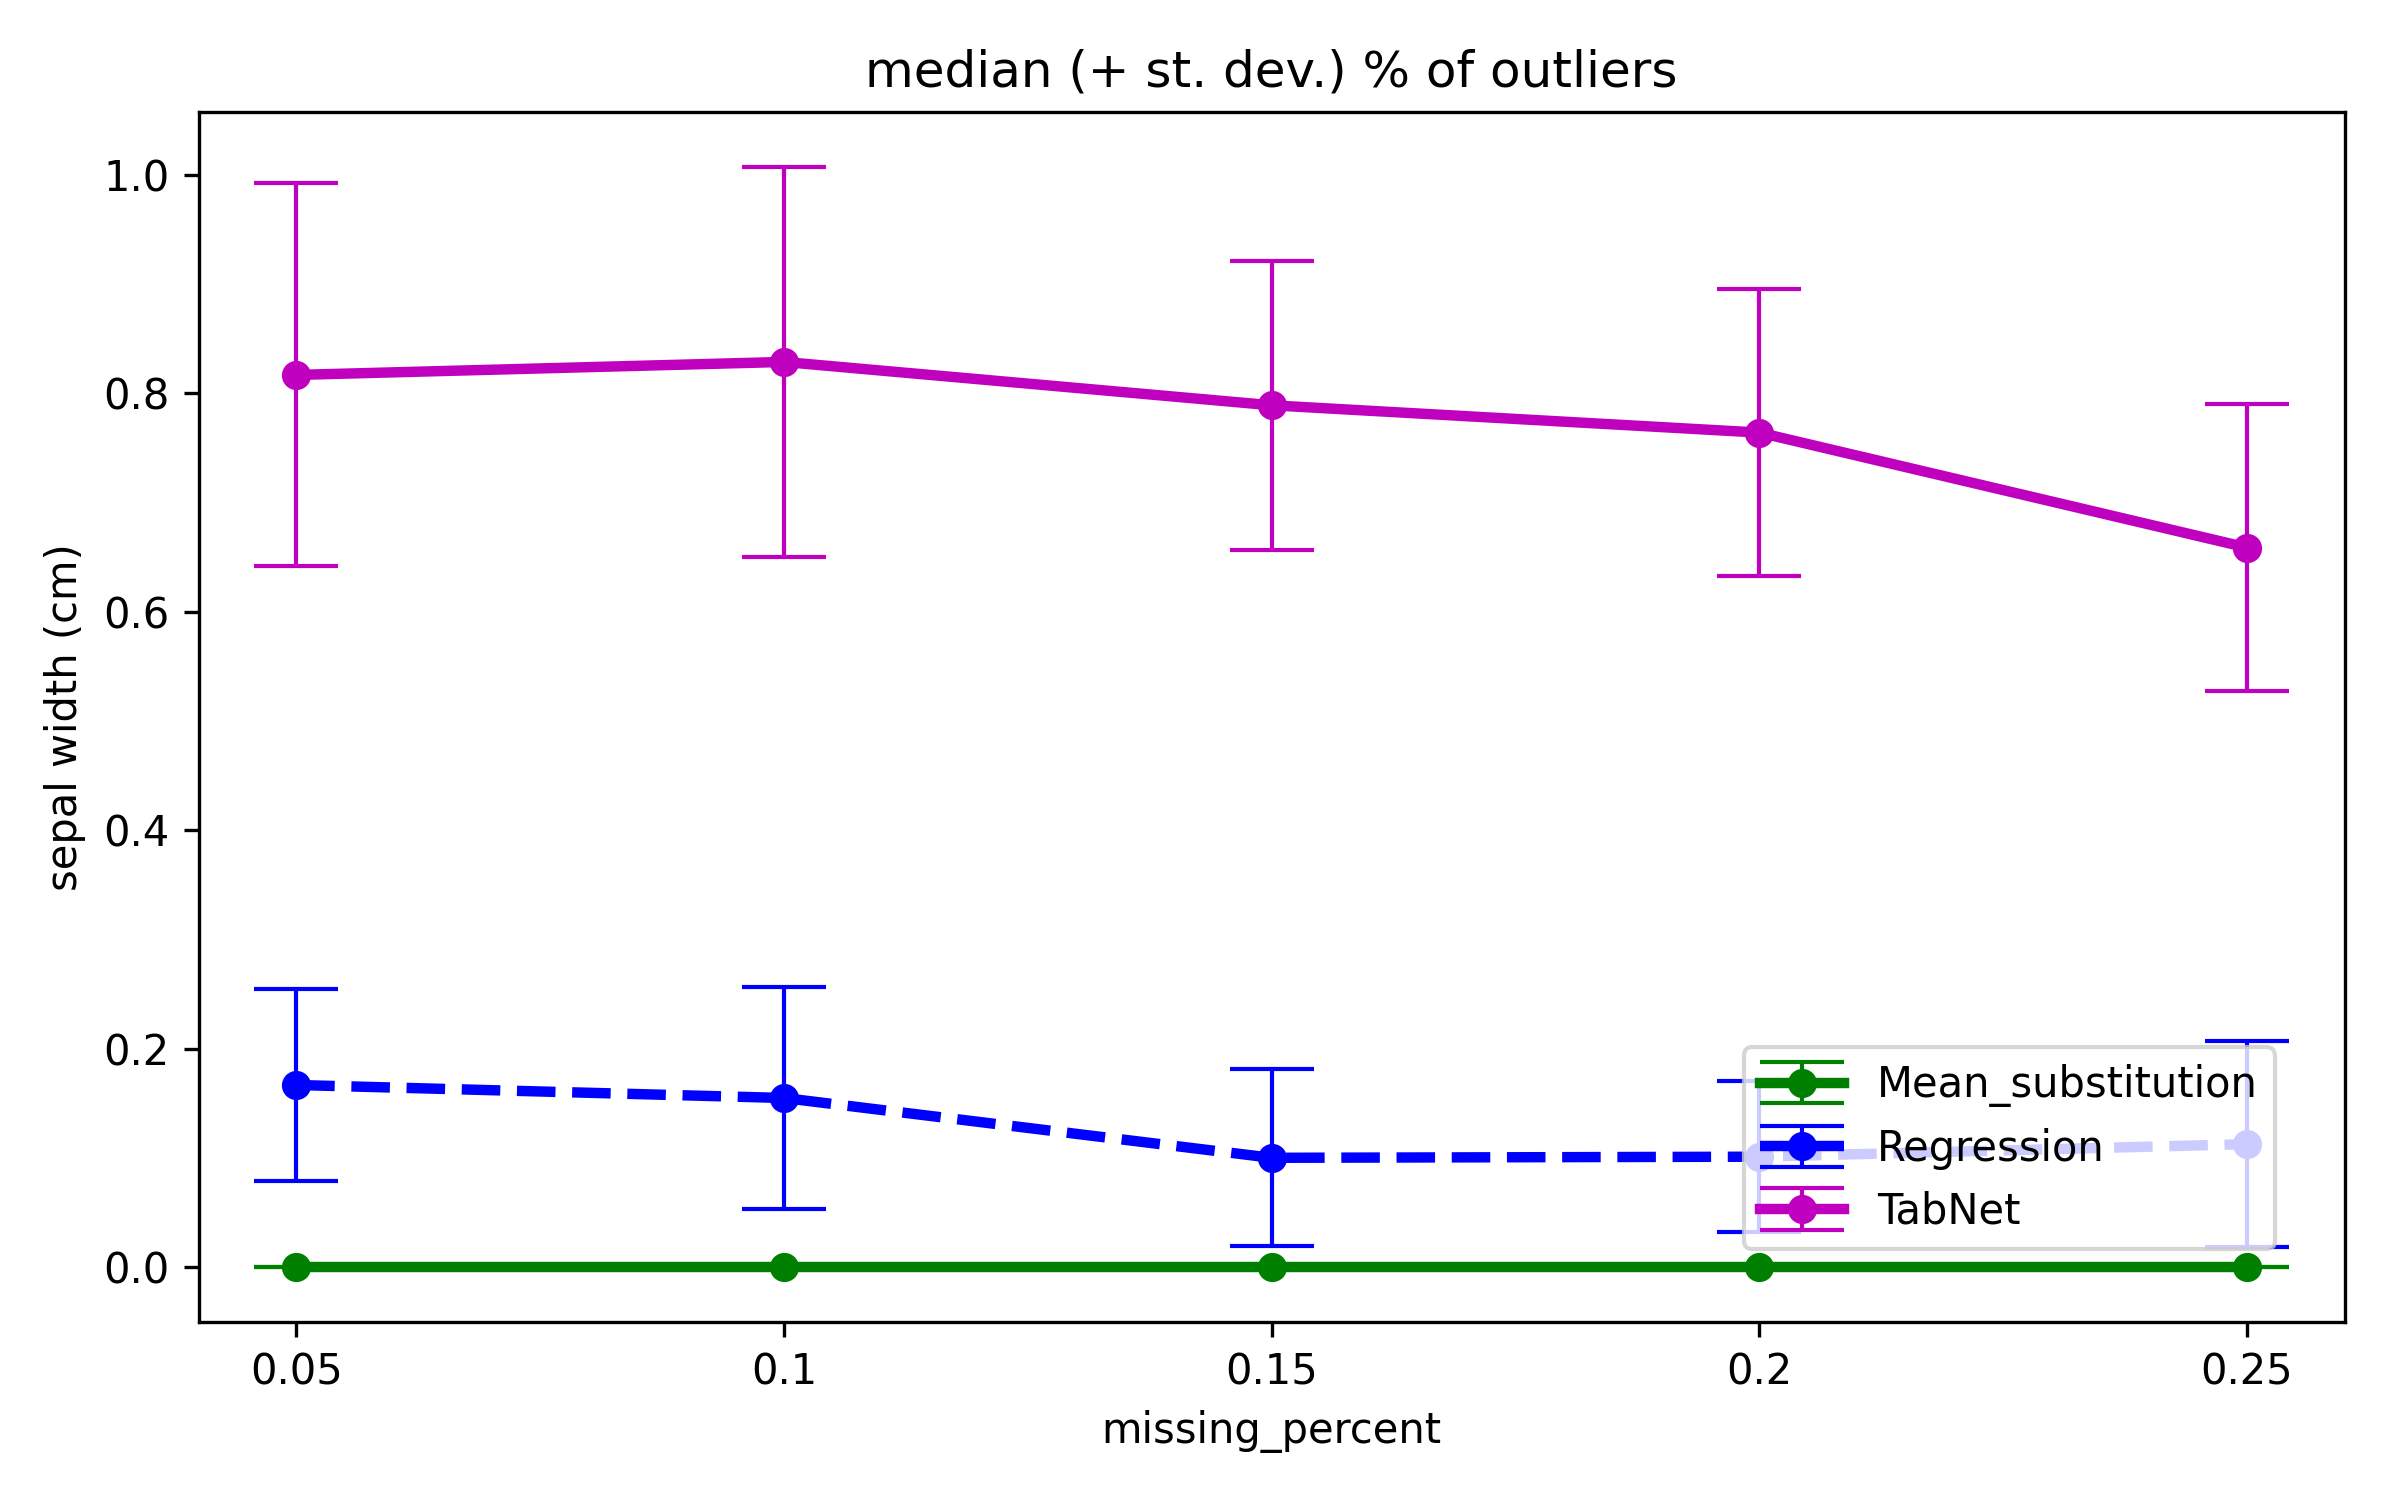 median (+ st. dev.) % of outliers
1.0
0.8
0.6
0.4
0.2
0.0
sepal width (cm)
Mean_substitution
Regression
TabNet
0.05 0.1 0.15 0.2 0.25
missing_percent